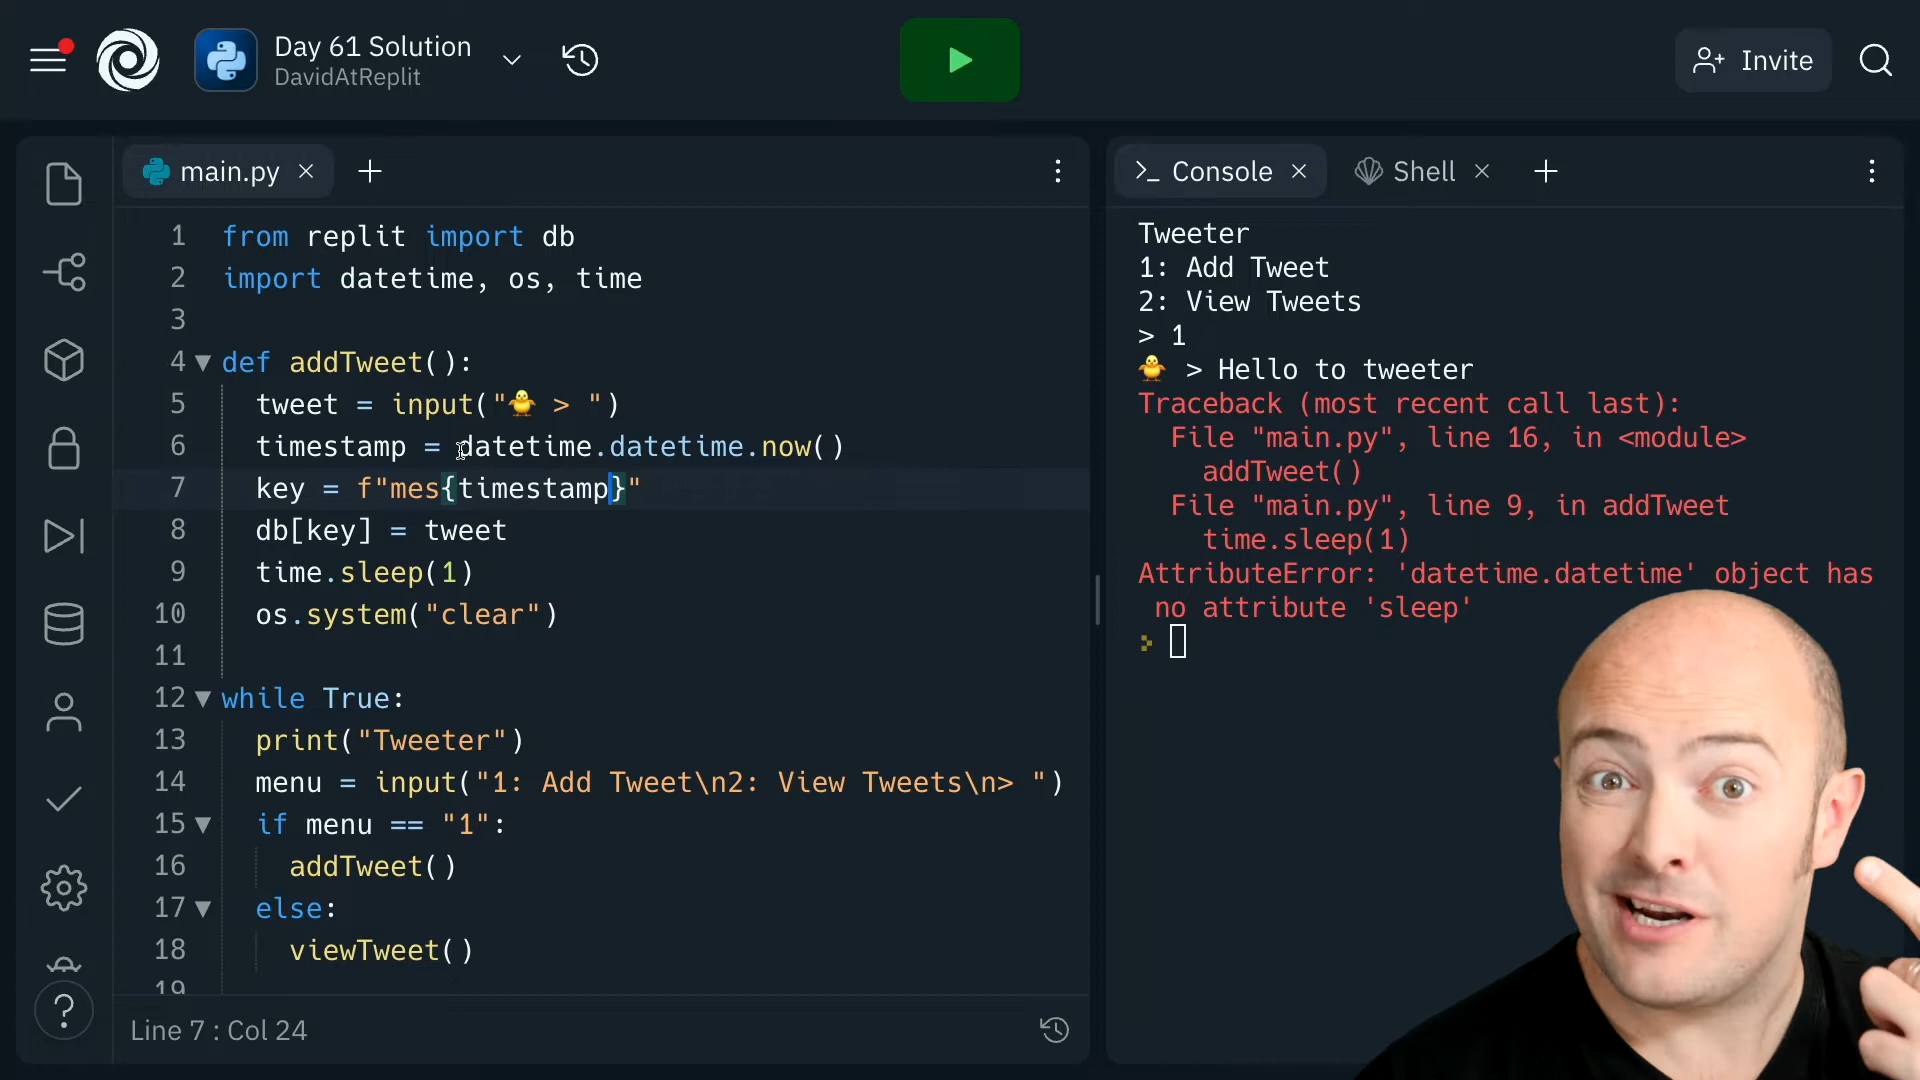 Day 61 Solution
DavidAtReplit
Invite
main.py
1 from replit import db
2 import datetime, os, time
3
4 def addTweet():
5 tweet = input("🐥 > ")
6 timestamp = datetime.datetime.now()
7 key = f"mes{timestamp}"
8 db[key] = tweet
9 time.sleep(1)
10 os.system("clear")
11
12 while True:
13 print("Tweeter")
14 menu = input("1: Add Tweet\n2: View Tweets\n> ")
15 if menu == "1":
16 addTweet()
17 else:
18 viewTweet()
19
Line 7 : Col 24
Console
Shell
Tweeter
1: Add Tweet
2: View Tweets
> 1
🐥 > Hello to tweeter
Traceback (most recent call last):
File "main.py", line 16, in <module>
addTweet()
File "main.py", line 9, in addTweet
time.sleep(1)
AttributeError: 'datetime.datetime' object has
no attribute 'sleep'